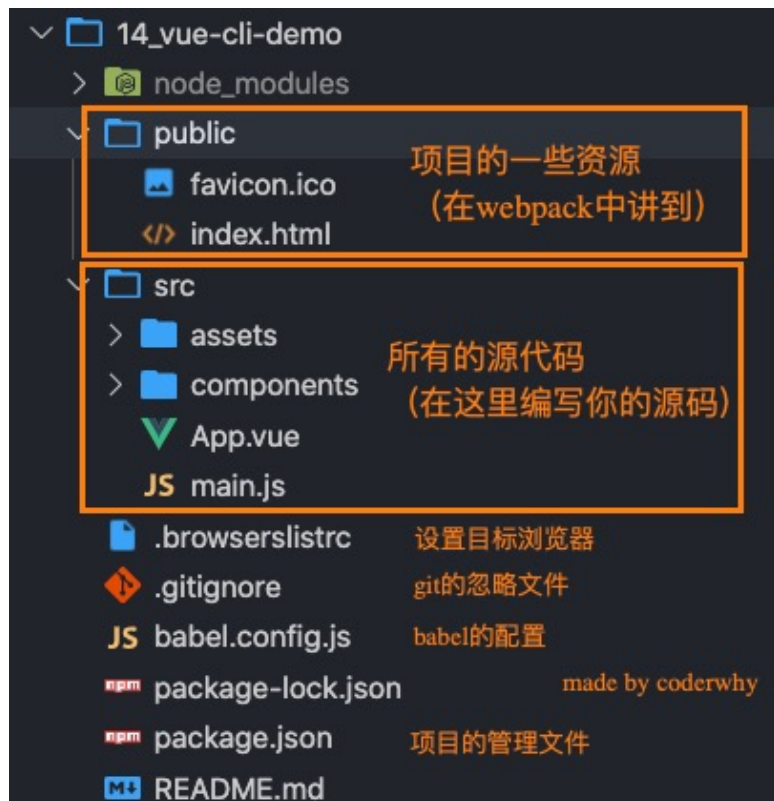 14_vue-cli-demo
node_modules
public
项目的一些资源
favicon.ico
（在webpack中讲到）
index.html
src
assets
所有的源代码
components
（在这里编写你的源码）
App.vue
JS main.js
.browserslistrc 设置目标浏览器
.gitignore git的忽略文件
JS babel.config.js babel的配置
npm package-lock.json made by coderwhy
npm package.json 项目的管理文件
M↓ README.md